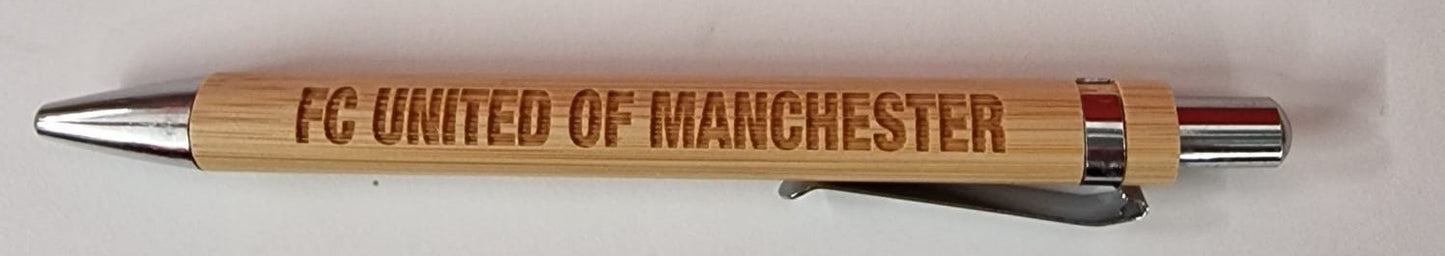 FC UNITED OF MANCHESTER